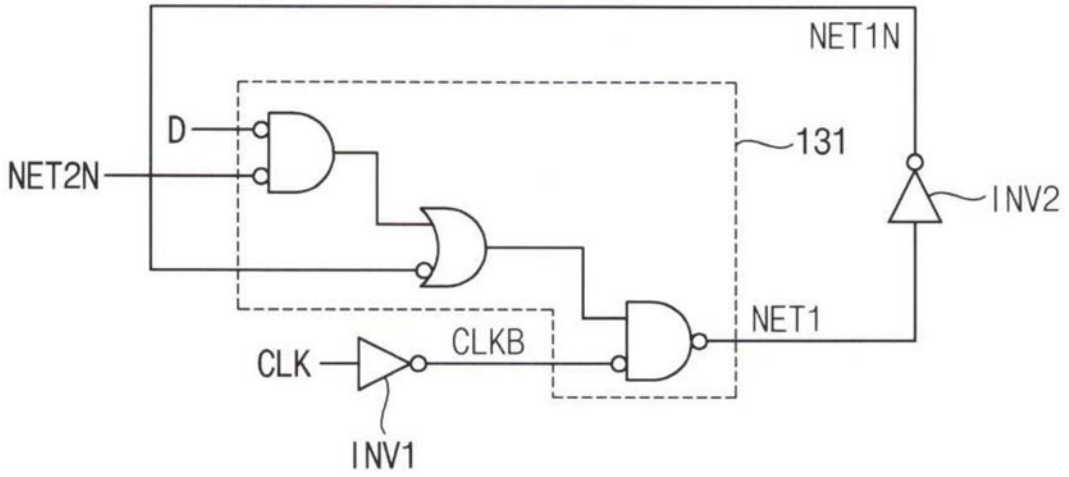 NET1N
D
131
NET2N
INV2
NET1
CLK
CLKB
INV1